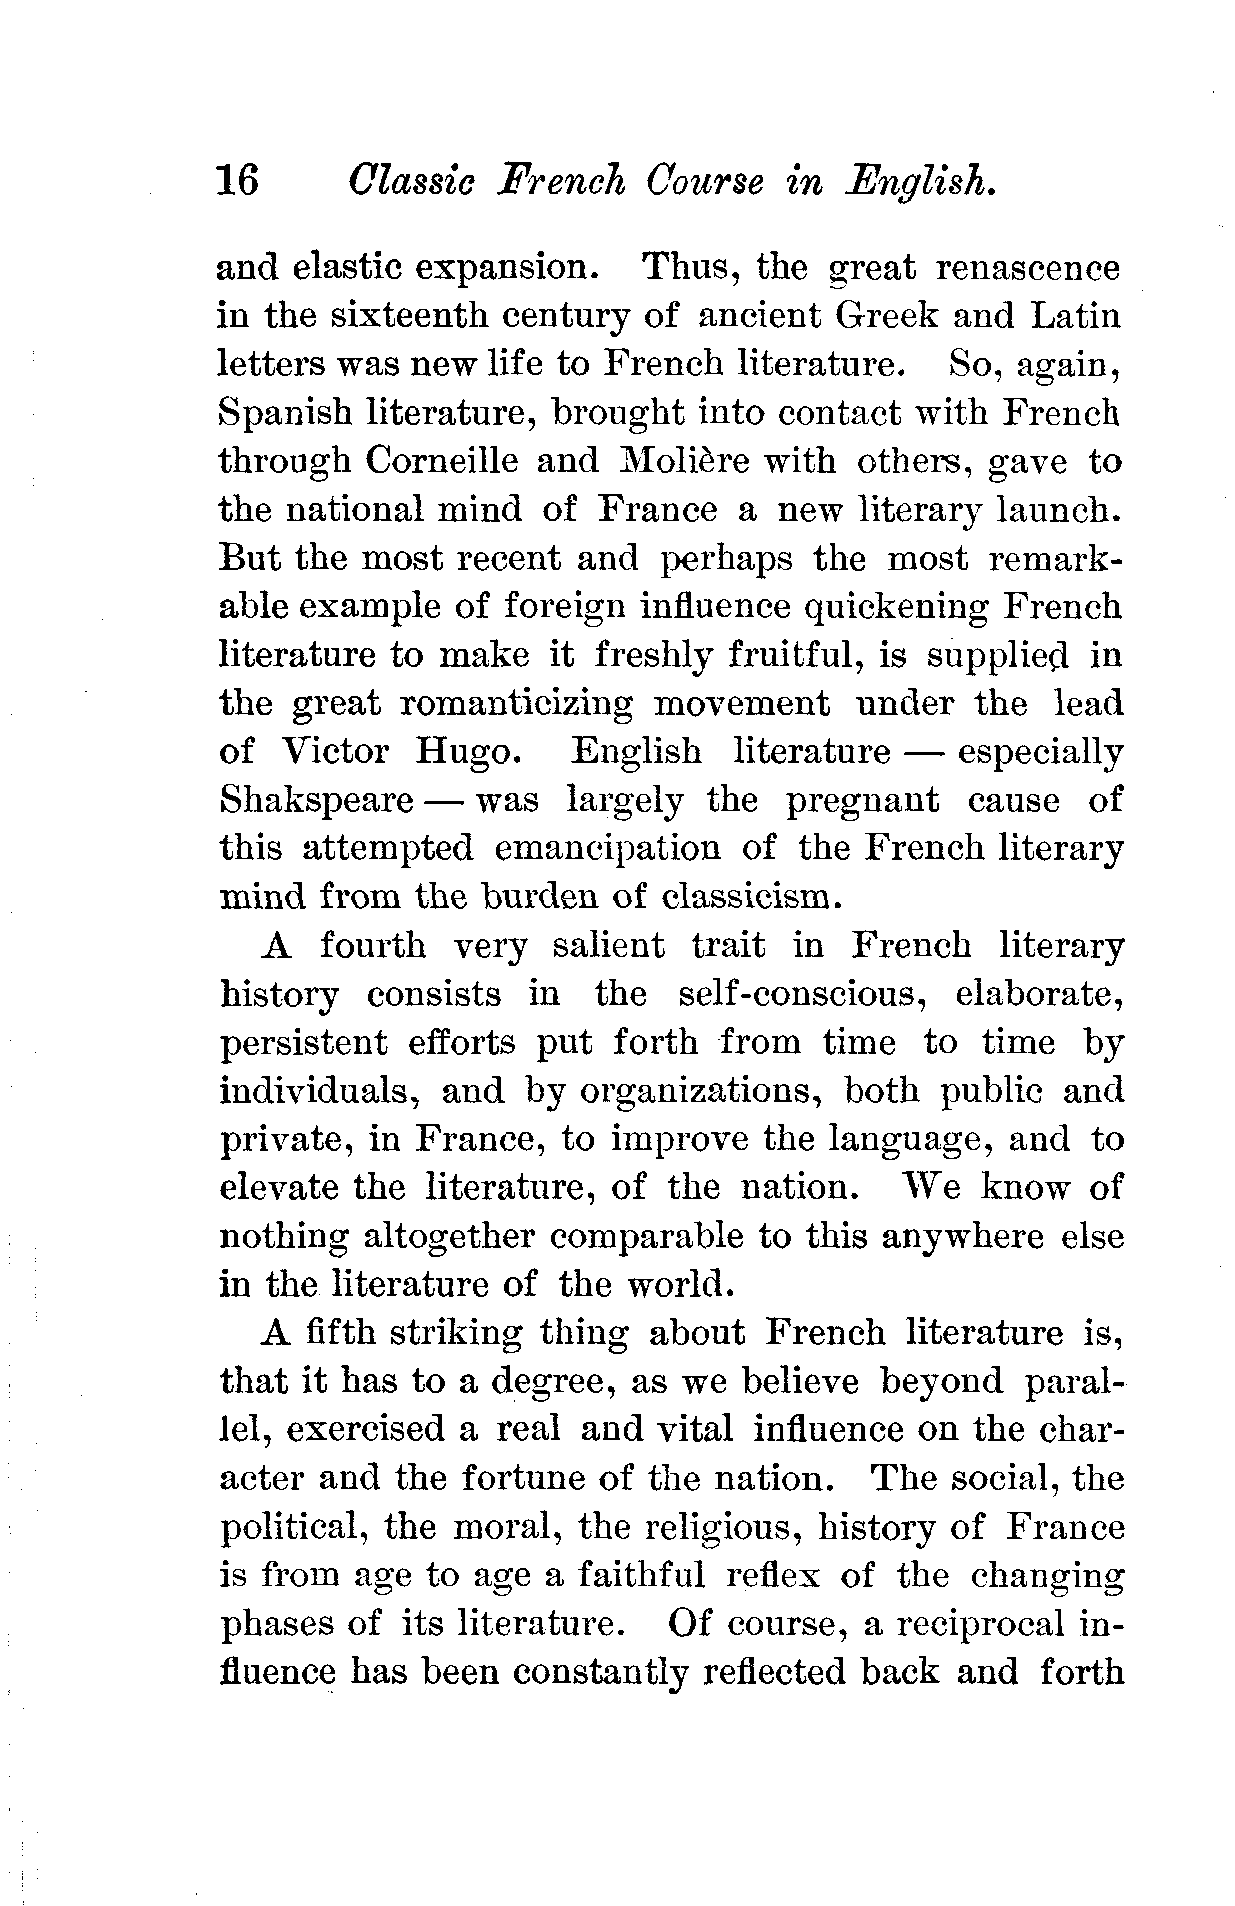 16 Classic French Course in English.
and elastic expansion. Thus, the great renascence
in the sixteenth century of ancient Greek and Latin
letters was new life to French literature. So, again,
Spanish literature, brought into contact with French
through Corneille and Molière with others, gave to
the national mind of France a new literary launch.
But the most recent and perhaps the most remark-
able example of foreign influence quickening French
literature to make it freshly fruitful, is supplied in
the great romanticizing movement under the lead
of Victor Hugo. English literature — especially
Shakspeare — was largely the pregnant cause of
this attempted emancipation of the French literary
mind from the burden of classicism.
A fourth very salient trait in French literary
history consists in the self-conscious, elaborate,
persistent efforts put forth from time to time by
individuals, and by organizations, both public and
private, in France, to improve the language, and to
elevate the literature, of the nation. We know of
nothing altogether comparable to this anywhere else
in the literature of the world.
A fifth striking thing about French literature is,
that it has to a degree, as we believe beyond paral-
lel, exercised a real and vital influence on the char-
acter and the fortune of the nation. The social, the
political, the moral, the religious, history of France
is from age to age a faithful reflex of the changing
phases of its literature. Of course, a reciprocal in-
fluence has been constantly reflected back and forth